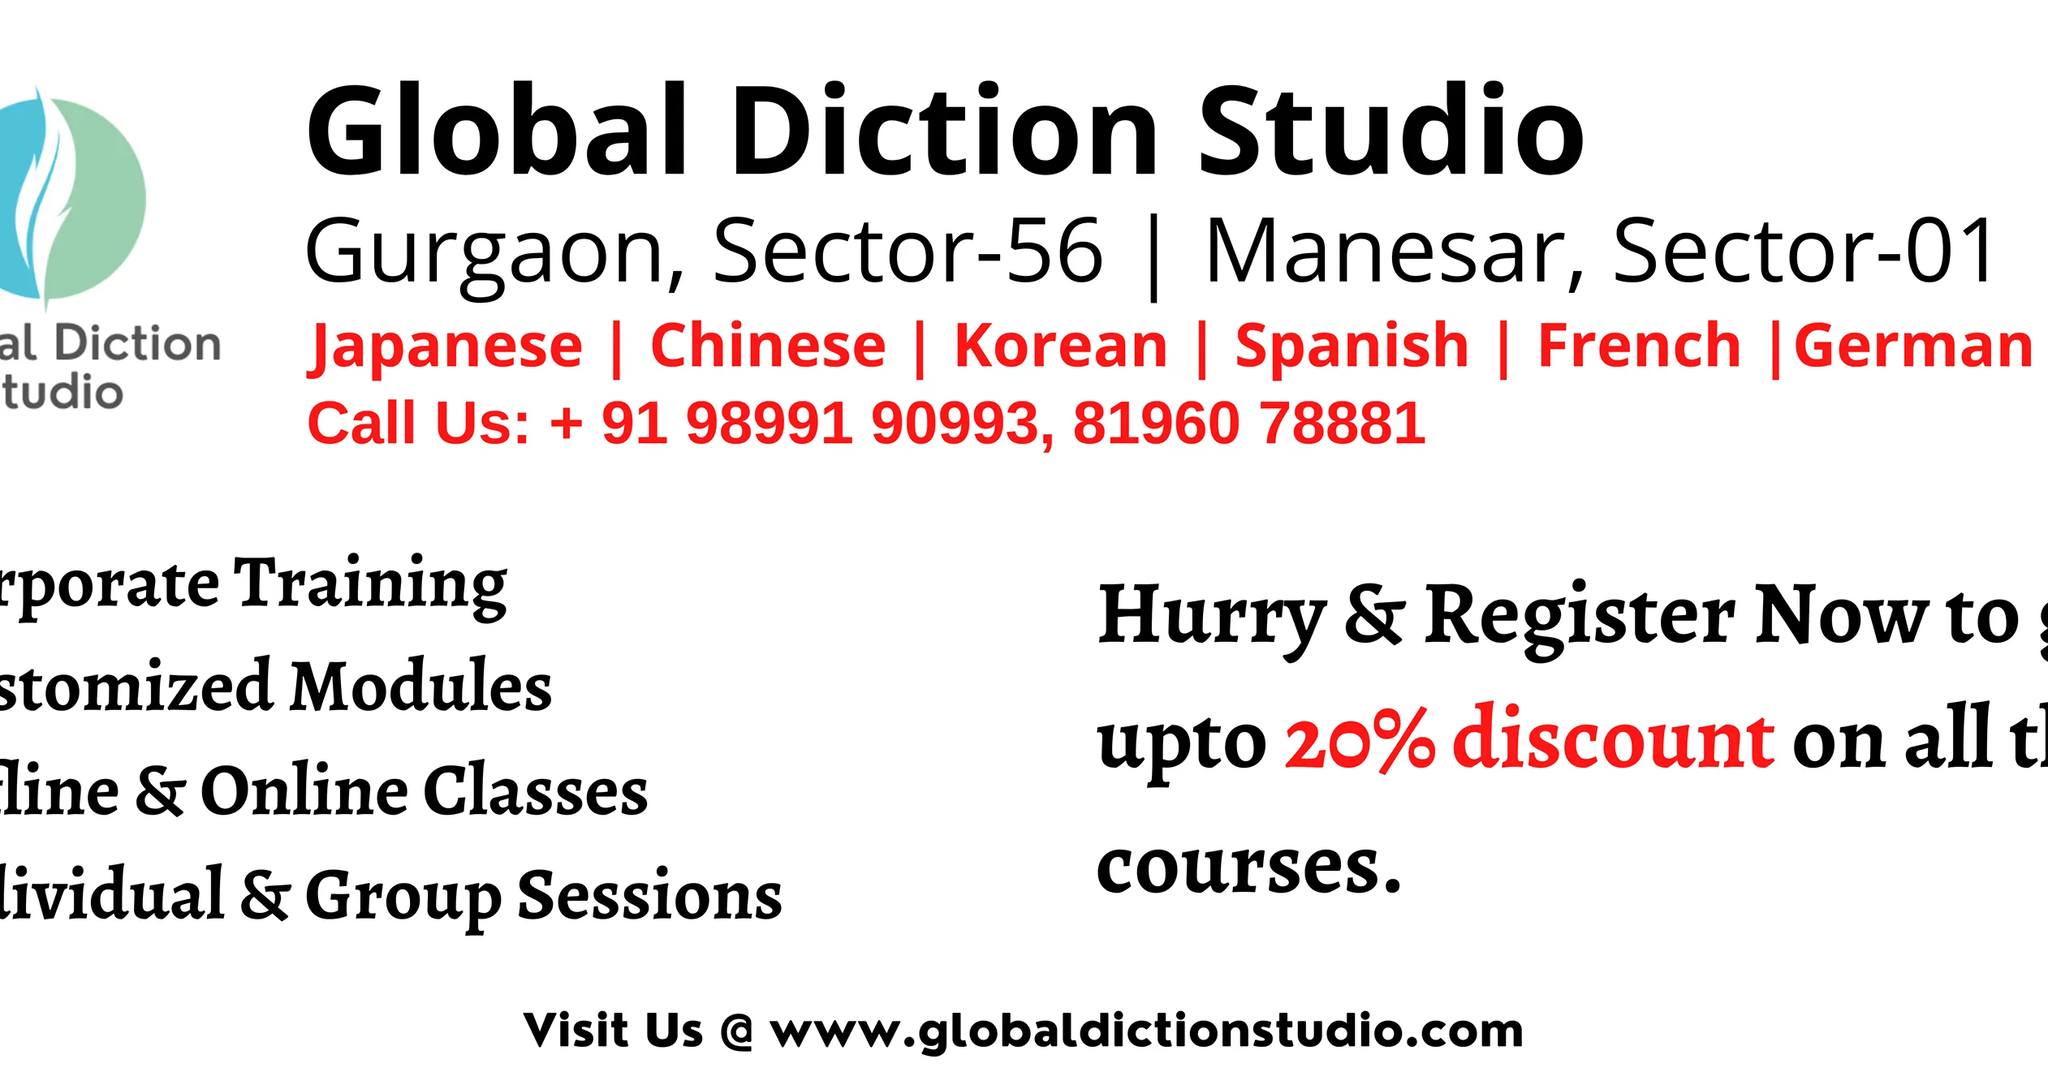 Global Diction Studio
Gurgaon, Sector-56 | Manesar, Sector-01
Japanese | Chinese | Korean | Spanish | French |German
Call Us: + 91 98991 90993, 81960 78881
al Diction
tudio
rporate Training
stomized Modules
fline & Online Classes
dividual & Group Sessions
Hurry & Register Now to g
upto 20% discount on all th
courses.
Visit Us @ www.globaldictionstudio.com